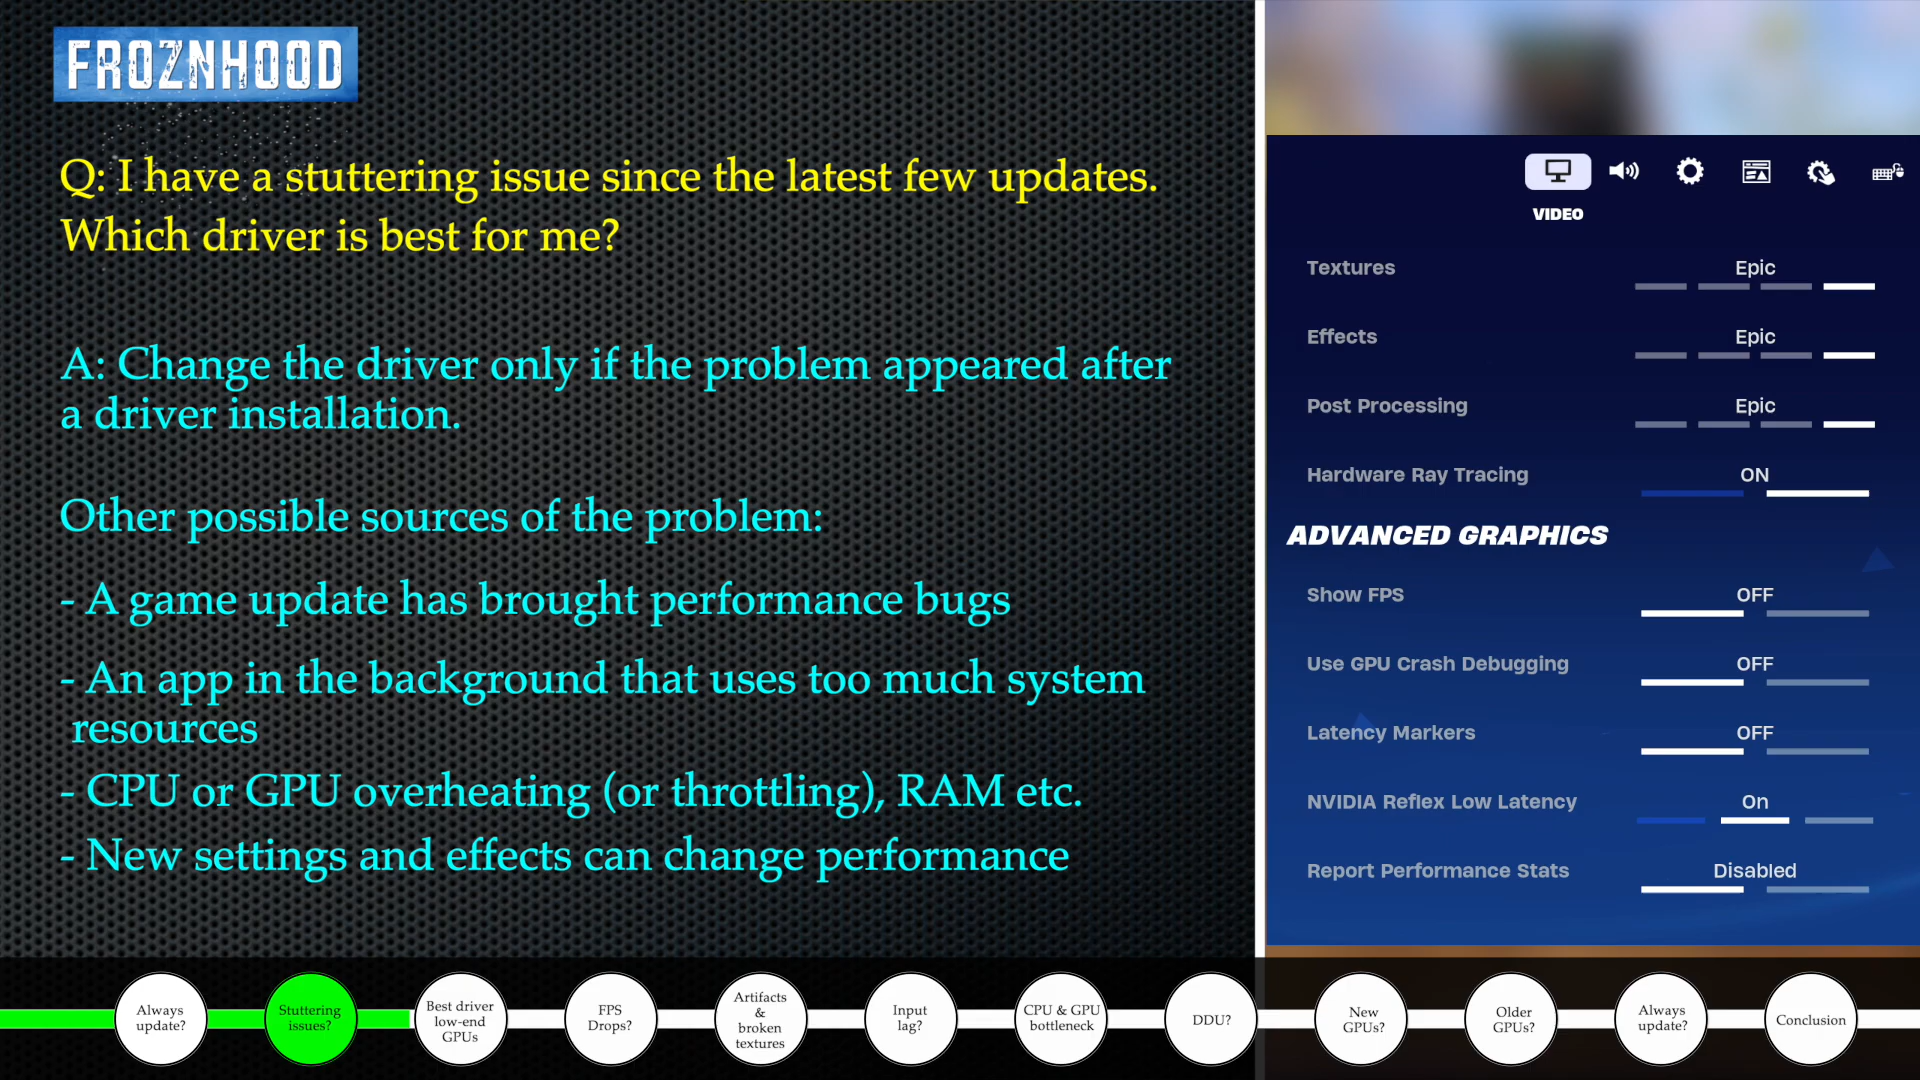 FROZNHOOD
Q: I have a stuttering issue since the latest few updates.
Which driver is best for me?
A: Change the driver only if the problem appeared after
a driver installation.
Other possible sources of the problem:
- A game update has brought performance bugs
- An app in the background that uses too much system
resources
- CPU or GPU overheating (or throttling), RAM etc.
- New settings and effects can change performance
VIDEO
Textures
Epic
Effects
Epic
Post Processing
Epic
Hardware Ray Tracing
ON
ADVANCED GRAPHICS
Show FPS
OFF
Use GPU Crash Debugging
OFF
Latency Markers
OFF
NVIDIA Reflex Low Latency
On
Report Performance Stats
Disabled
Always
update?
Stuttering
issues?
Best driver
low-end
GPUs
FPS
Drops?
Artifacts
&
broken
textures
Input
lag?
CPU & GPU
bottleneck
DDU?
New
GPUs?
Older
GPUs?
Always
update?
Conclusion